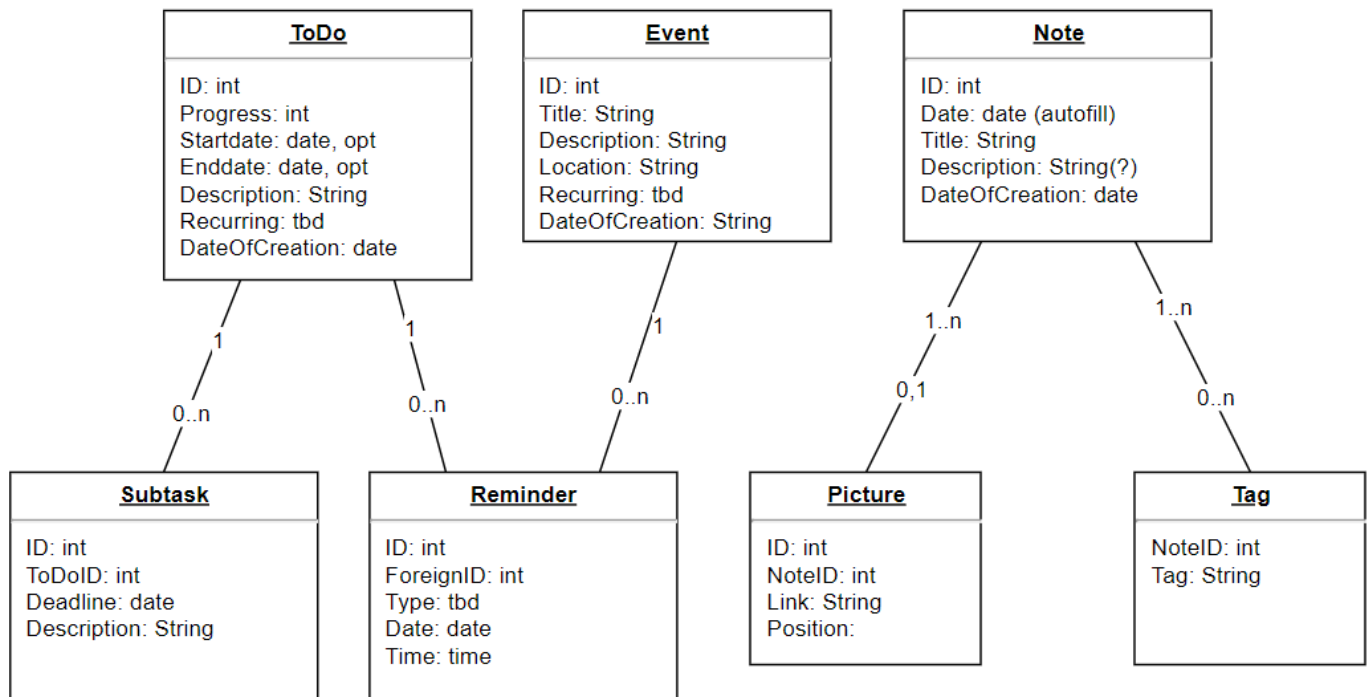 ToDo
ID: int
Progress: int
Startdate: date, opt
Enddate: date, opt
Description: String
Recurring: tbd
DateOfCreation: date
Event
ID: int
Title: String
Description: String
Location: String
Recurring: tbd
DateOfCreation: String
Note
ID: int
Date: date (autofill)
Title: String
Description: String(?)
DateOfCreation: date
1
0..n
1
0..n
1
0..n
1..n
0,1
1..n
0..n
Subtask
ID: int
ToDoID: int
Deadline: date
Description: String
Reminder
ID: int
ForeignID: int
Type: tbd
Date: date
Time: time
Picture
ID: int
NoteID: int
Link: String
Position:
Tag
NoteID: int
Tag: String